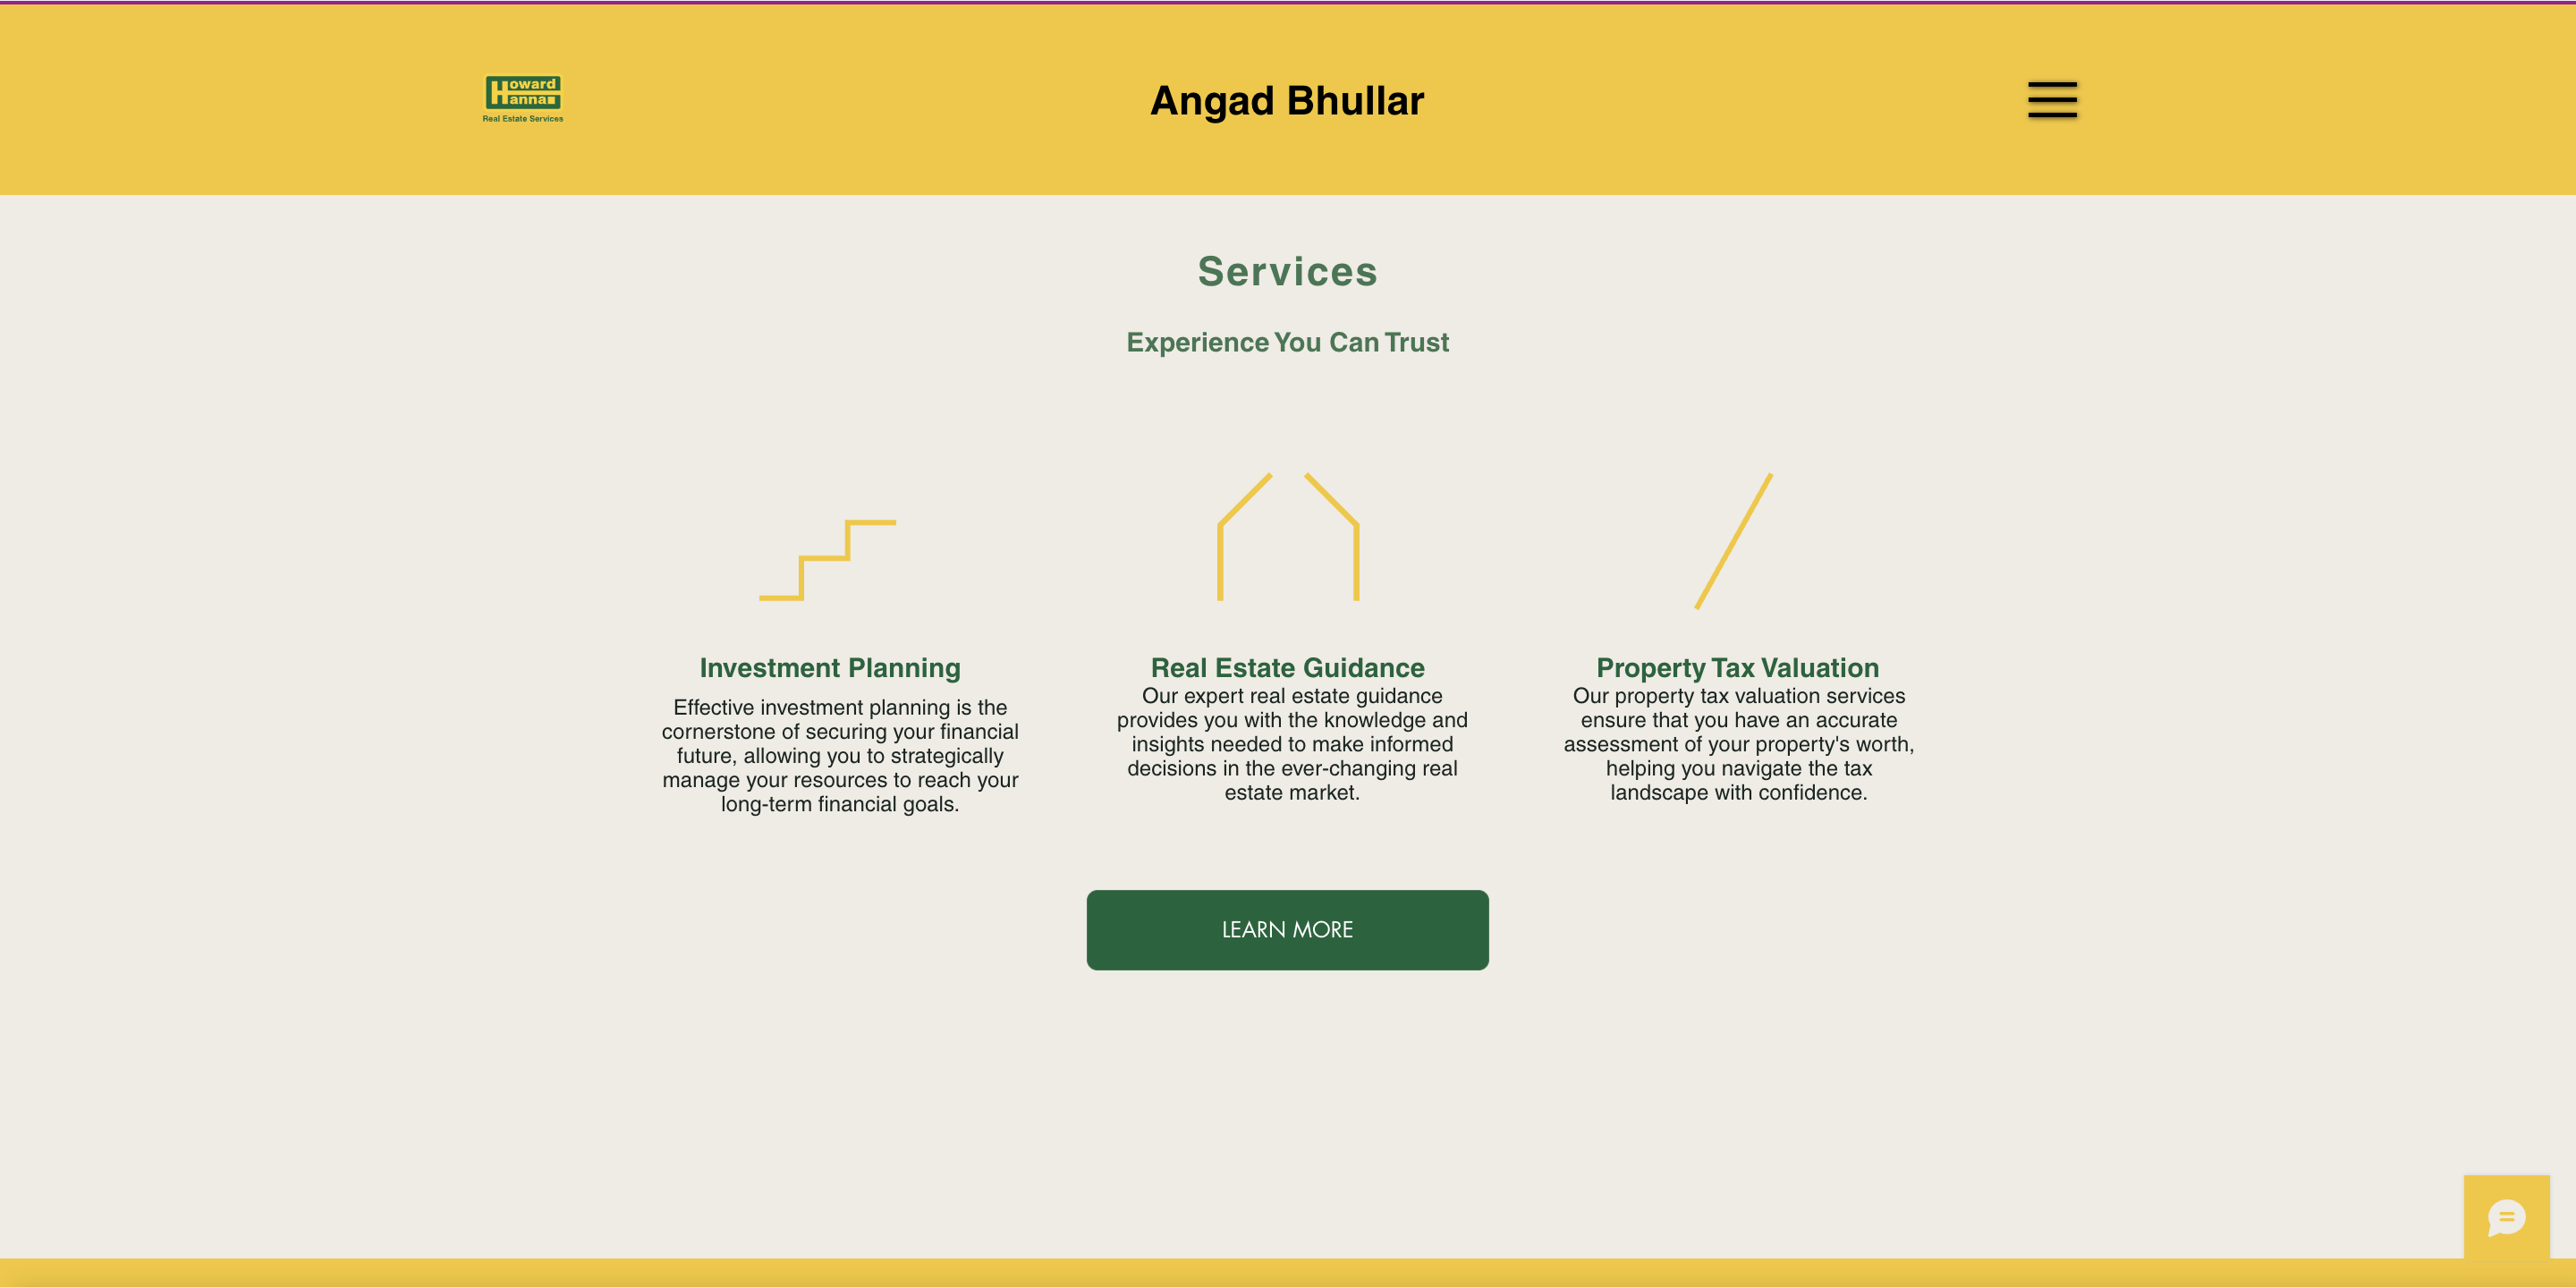 Howard
Hanna
Real Estate Services
Angad Bhullar
Services
Experience You Can Trust
Investment Planning
Effective investment planning is the
cornerstone of securing your financial
future, allowing you to strategically
manage your resources to reach your
long-term financial goals.
Real Estate Guidance
Our expert real estate guidance
provides you with the knowledge and
insights needed to make informed
decisions in the ever-changing real
estate market.
Property Tax Valuation
Our property tax valuation services
ensure that you have an accurate
assessment of your property's worth,
helping you navigate the tax
landscape with confidence.
LEARN MORE